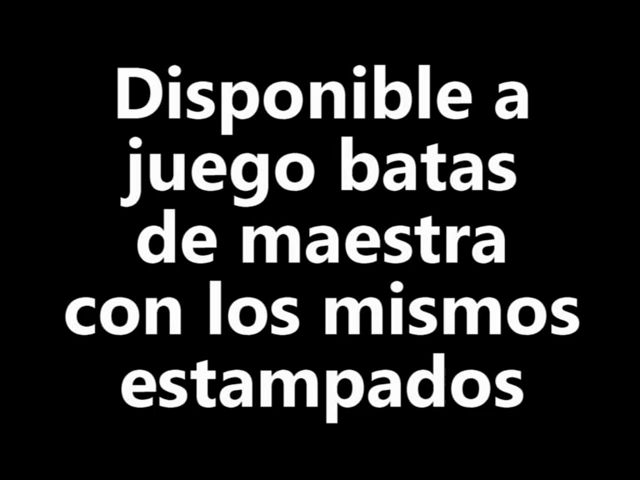 Disponible a
juego batas
de maestra
con los mismos
estampados